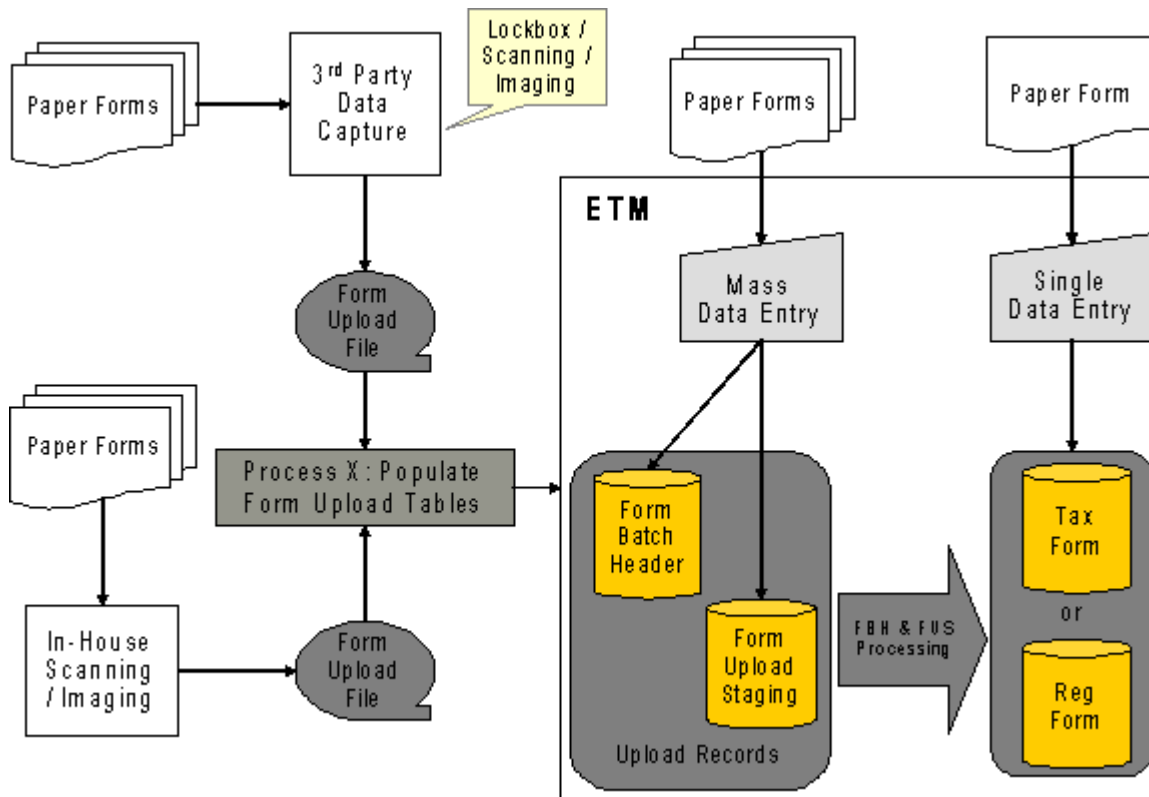 Paper Forms
3rd Party
Data
Capture
Lockbox /
Scanning /
Imaging
Paper Forms
Paper Form
ETM
Mass
Data Entry
Single
Data Entry
Form
Upload
File
Paper Forms
Process X: Populate
Form Upload Tables
In-House
Scanning
/ Imaging
Form
Upload
File
Form
Batch
Header
Form
Upload
Staging
Upload Records
FBH & FUS
Processing
Tax
Form
or
Reg
Form